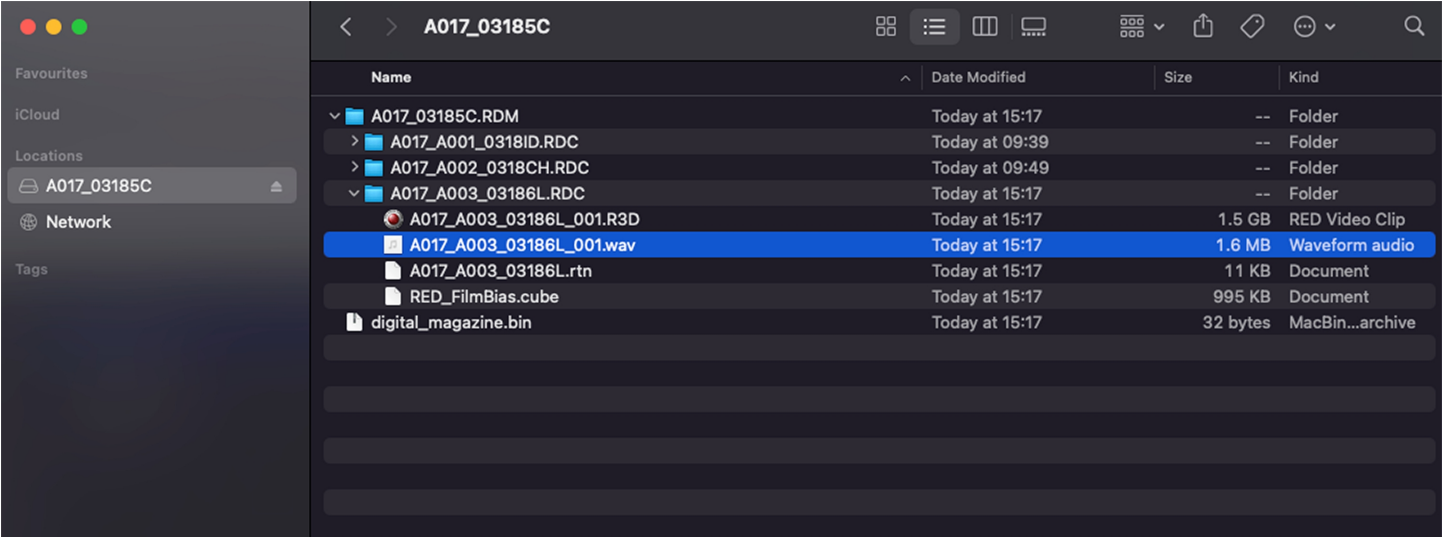 A017_03185C
Favourites
iCloud
Locations
A017_03185C
Network
Tags
Name Date Modified Size Kind
A017_03185C.RDM Today at 15:17 -- Folder
A017_A001_0318ID.RDC Today at 09:39 -- Folder
A017_A002_0318CH.RDC Today at 09:49 -- Folder
A017_A003_03186L.RDC Today at 15:17 -- Folder
A017_A003_03186L_001.R3D Today at 15:17 1.5 GB RED Video Clip
A017_A003_03186L_001.wav Today at 15:17 1.6 MB Waveform audio
A017_A003_03186L.rtn Today at 15:17 11 KB Document
RED_FilmBias.cube Today at 15:17 995 KB Document
digital_magazine.bin Today at 15:17 32 bytes MacBin...archive